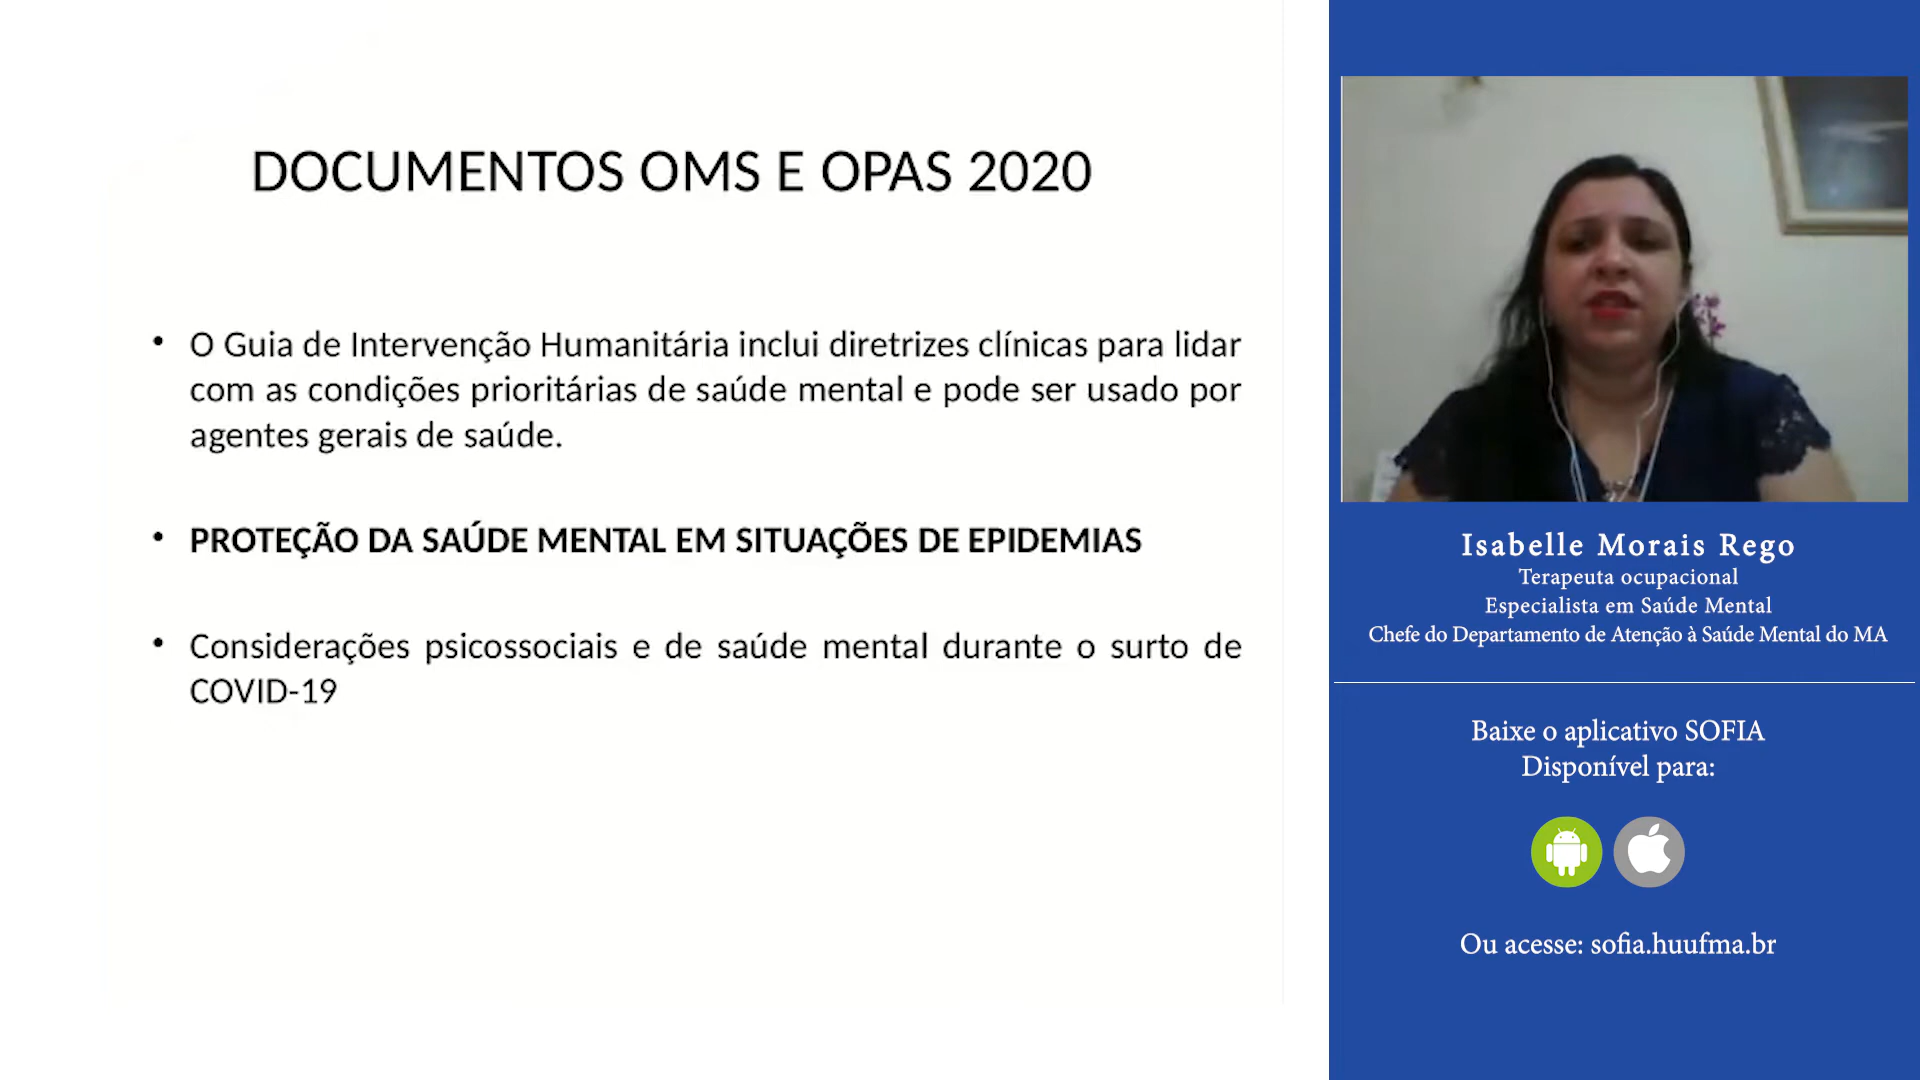 DOCUMENTOS OMS E OPAS 2020
• O Guia de Intervenção Humanitária inclui diretrizes clínicas para lidar
com as condições prioritárias de saúde mental e pode ser usado por
agentes gerais de saúde.
• PROTEÇÃO DA SAÚDE MENTAL EM SITUAÇÕES DE EPIDEMIAS
• Considerações psicossociais e de saúde mental durante o surto de
COVID-19
Isabelle Morais Rego
Terapeuta ocupacional
Especialista em Saúde Mental
Chefe do Departamento de Atenção à Saúde Mental do MA
Baixe o aplicativo SOFIA
Disponível para:
Ou acesse: sofia.huufma.br